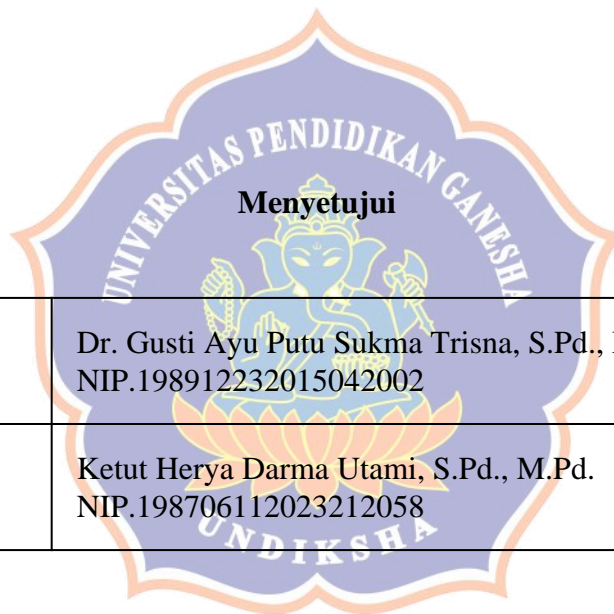 UNIVERSITAS PENDIDIKAN GANESHA
Menyetujui
Dr. Gusti Ayu Putu Sukma Trisna, S.Pd.,
NIP.198912232015042002
Ketut Herya Darma Utami, S.Pd., M.Pd.
NIP.198706112023212058
UNDIKSHA